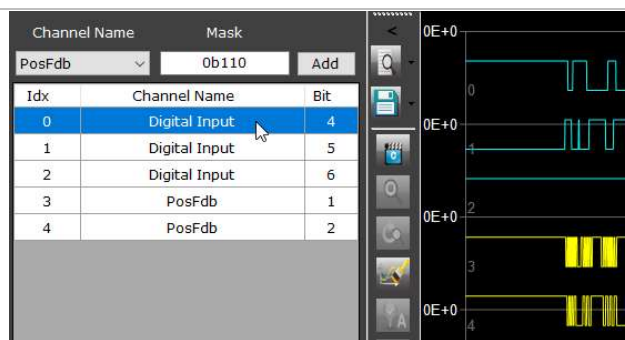 Channel Name Mask
PosFdb 0b110 Add
Idx Channel Name Bit
0 Digital Input 4
1 Digital Input 5
2 Digital Input 6
3 PosFdb 1
4 PosFdb 2
<
C
A
0E+0
0
0E+0
1
0E+0
2
3
0E+0
4